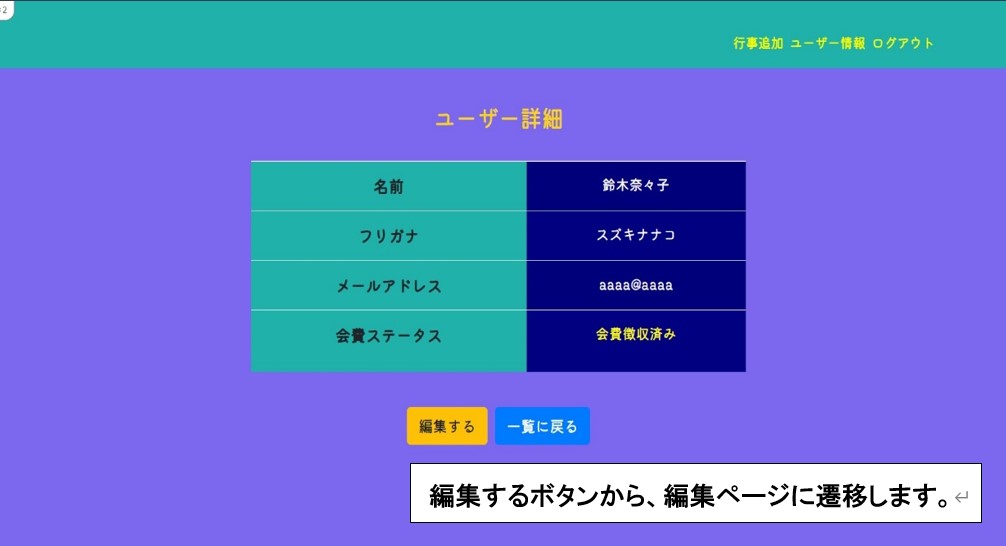 2
行事追加 ユーザー情報 ログアウト
ユーザー詳細
名前 鈴木奈々子
フリガナ スズキナナコ
メールアドレス aaaa@aaaa
会費ステータス 会費徴収済み
編集する 一覧に戻る
編集するボタンから、編集ページに遷移します。↵